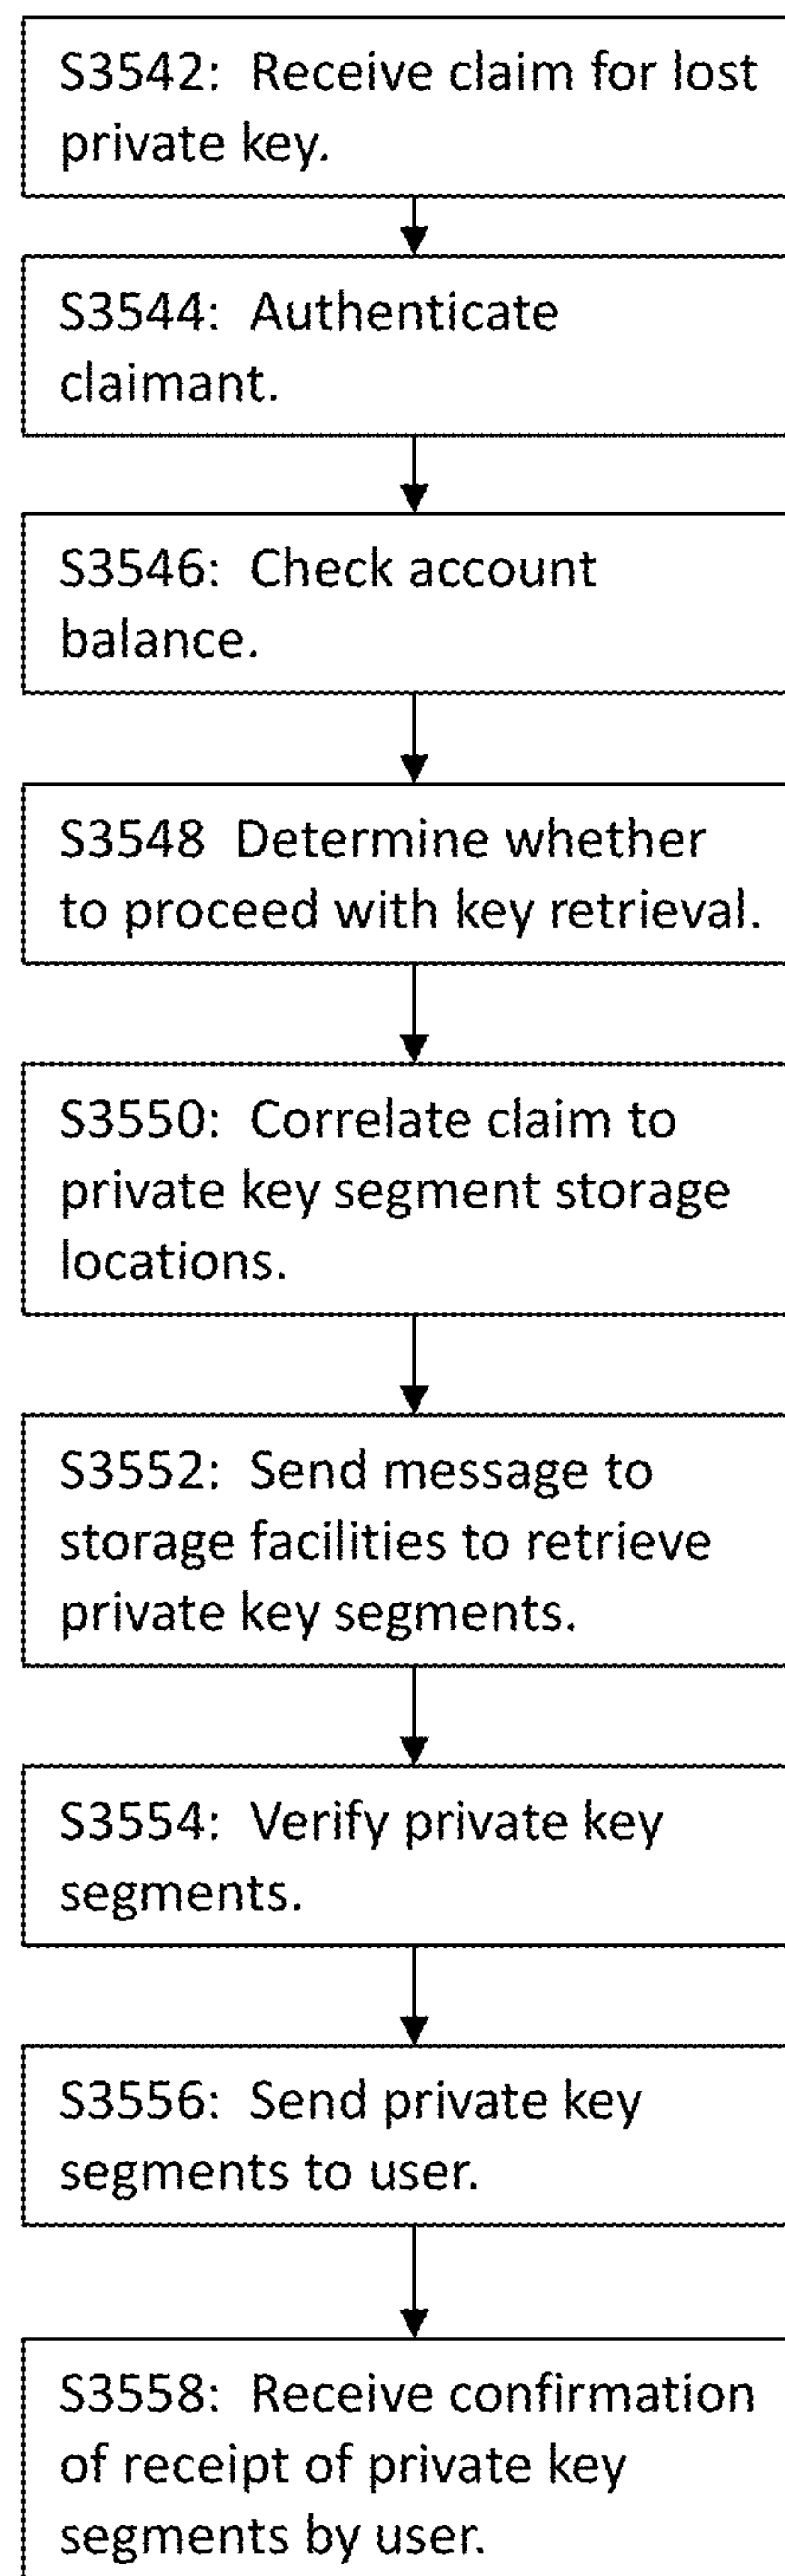 S3542:  Receive claim for lost
private key.
S3544:  Authenticate
claimant.
S3546:  Check account
balance.
S3548  Determine whether
to proceed with key retrieval.
S3550:  Correlate claim to
private key segment storage
locations.
S3552:  Send message to
storage facilities to retrieve
private key segments.
S3554:  Verify private key
segments.
S3556:  Send private key
segments to user.
S3558:  Receive confirmation
of receipt of private key
segments by user.